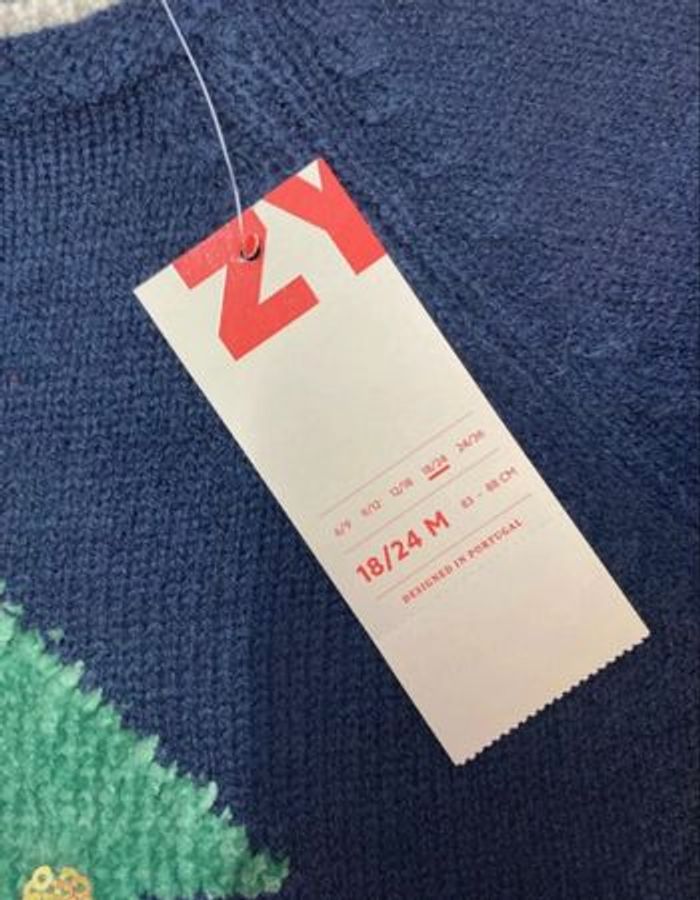 ZY
6/9 9/12 12/18 18/24 24/36
18/24 M 83 - 88 CM
DESIGNED IN PORTUGAL